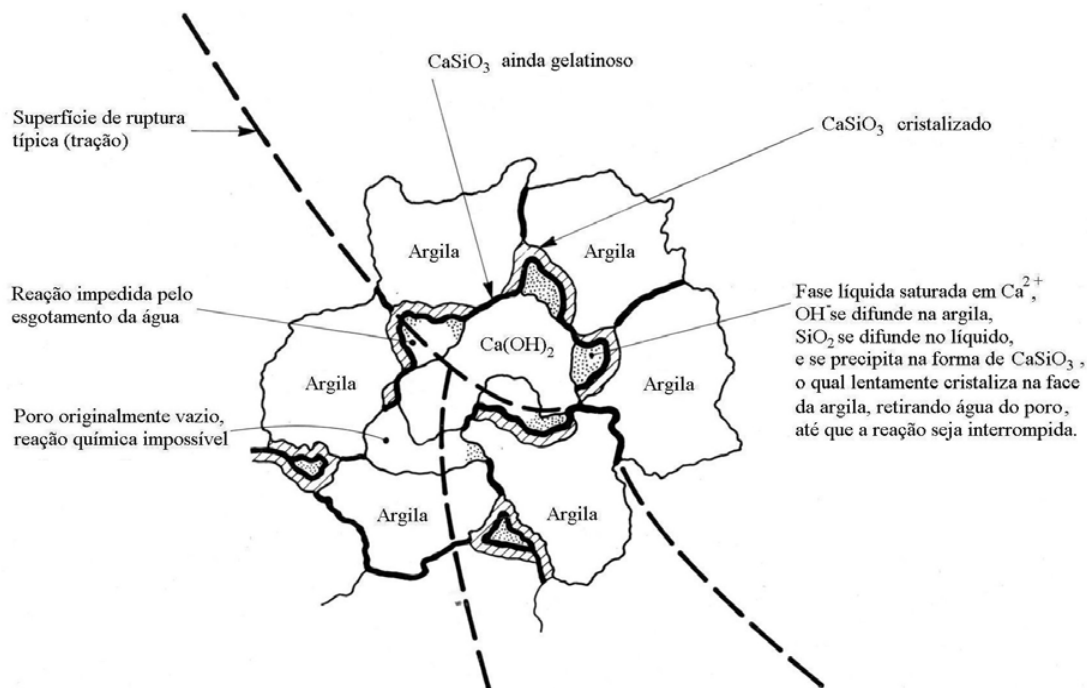 CaSiO3 ainda gelatinoso
Superfície de ruptura
típica (tração)
CaSiO3 cristalizado
Argila
Argila
Reação impedida pelo
esgotamento da água
Ca(OH)2
Fase líquida saturada em Ca2+,
OH-se difunde na argila,
SiO2 se difunde no líquido,
e se precipita na forma de CaSiO3 ,
o qual lentamente cristaliza na face
da argila, retirando água do poro,
até que a reação seja interrompida.
Argila
Argila
Poro originalmente vazio,
reação química impossível
Argila
Argila